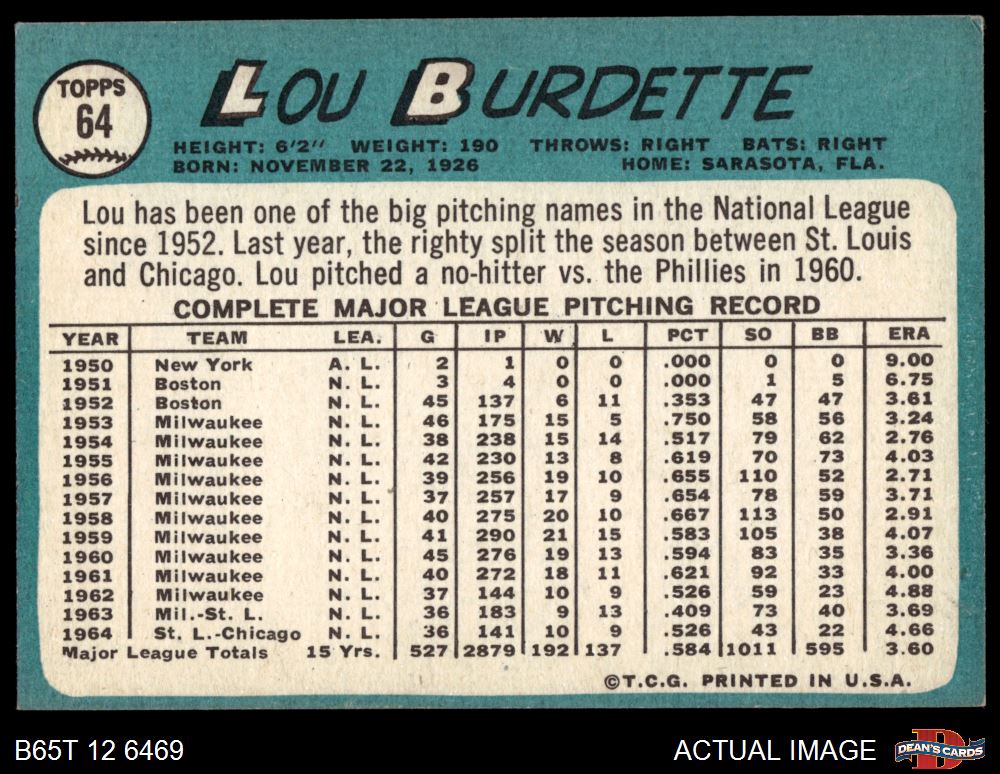 TOPPS
64
LOU BURDETTE
HEIGHT: 6'2" WEIGHT: 190 THROWS: RIGHT BATS: RIGHT
BORN: NOVEMBER 22, 1926 HOME: SARASOTA, FLA.
Lou has been one of the big pitching names in the National League
since 1952. Last year, the righty split the season between St. Louis
and Chicago. Lou pitched a no-hitter vs. the Phillies in 1960.
COMPLETE MAJOR LEAGUE PITCHING RECORD
YEAR TEAM LEA. G IP W L PCT SO BB ERA
1950 New York A. L. 2 1 0 0 .000 0 0 9.00
1951 Boston N. L. 3 4 0 0 .000 1 5 6.75
1952 Boston N. L. 45 137 6 11 .353 47 47 3.61
1953 Milwaukee N. L. 46 175 15 5 .750 58 56 3.24
1954 Milwaukee N. L. 38 238 15 14 .517 79 62 2.76
1955 Milwaukee N. L. 42 230 13 8 .619 70 73 4.03
1956 Milwaukee N. L. 39 256 19 10 .655 110 52 2.71
1957 Milwaukee N. L. 37 257 17 9 .654 78 59 3.71
1958 Milwaukee N. L. 40 275 20 10 .667 113 50 2.91
1959 Milwaukee N. L. 41 290 21 15 .583 105 38 4.07
1960 Milwaukee N. L. 45 276 19 13 .594 83 35 3.36
1961 Milwaukee N. L. 40 272 18 11 .621 92 33 4.00
1962 Milwaukee N. L. 37 144 10 9 .526 59 23 4.88
1963 Mil.-St. L. N. L. 36 183 9 13 .409 73 40 3.69
1964 St. L.-Chicago N. L. 36 141 10 9 .526 43 22 4.66
Major League Totals 15 Yrs. 527 2879 192 137 .584 1011 595 3.60
©T.C.G. PRINTED IN U.S.A.
B65T 12 6469 ACTUAL IMAGE DEAN'S CARDS